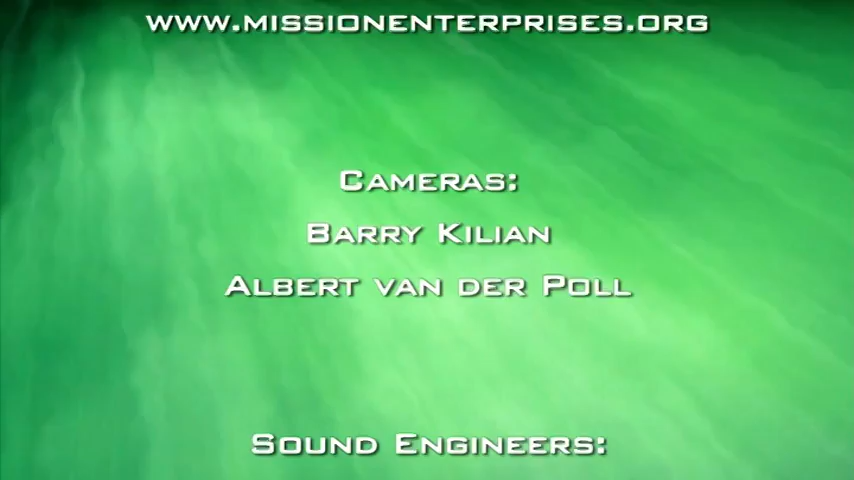 www.missionenterprises.org
Cameras:
Barry Kilian
Albert van der Poll
Sound Engineers: